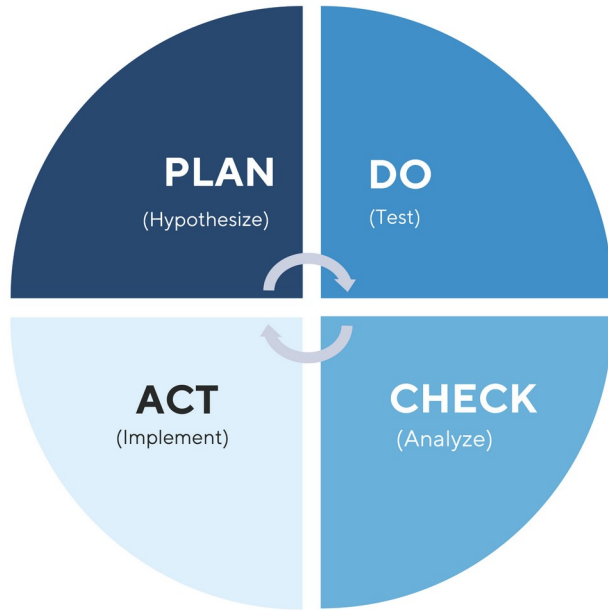 PLAN
(Hypothesize)
DO
(Test)
ACT
(Implement)
CHECK
(Analyze)